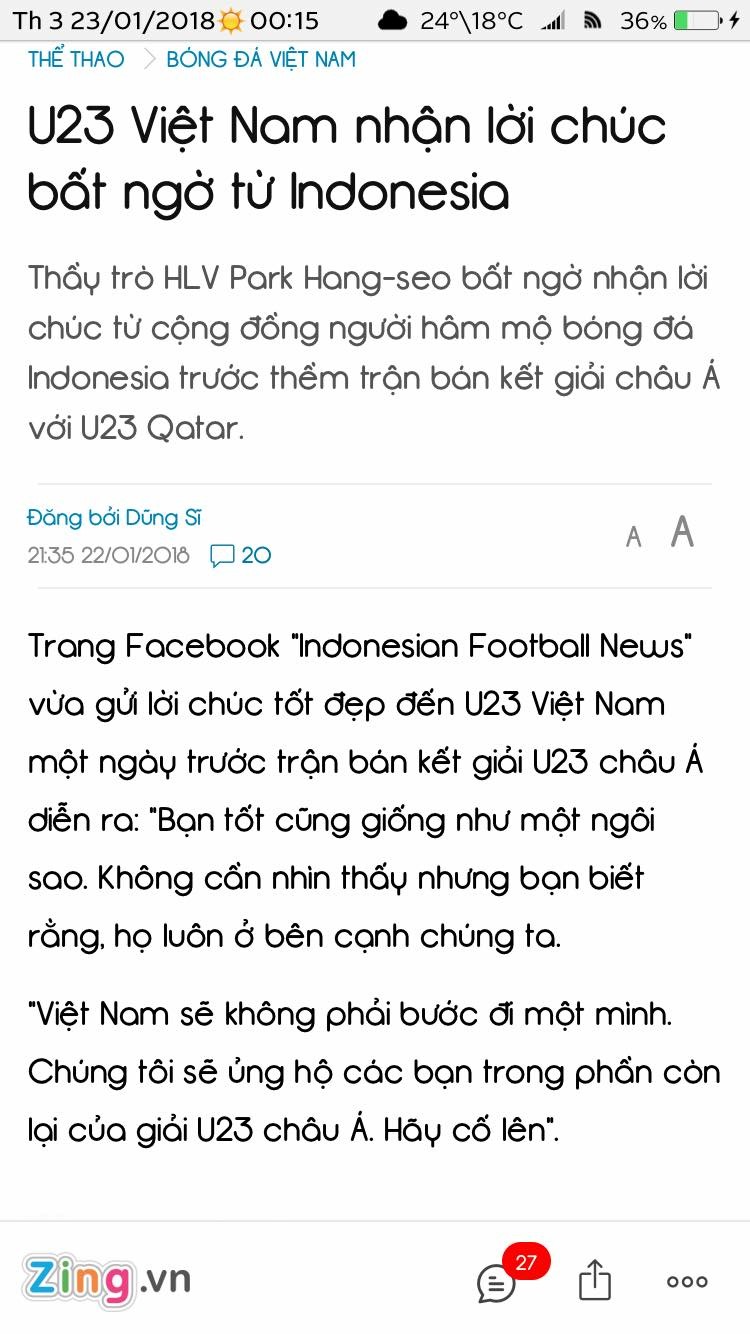 Th 3 23/01/2018 00:15 24°\18°C 36%
THỂ THAO > BÓNG ĐÁ VIỆT NAM
U23 Việt Nam nhận lời chúc
bất ngờ từ Indonesia
Thầy trò HLV Park Hang-seo bất ngờ nhận lời
chúc từ cộng đồng người hâm mộ bóng đá
Indonesia trước thềm trận bán kết giải châu Á
với U23 Qatar.
Đăng bởi Dũng Sĩ
21:35 22/01/2018 20
A A
Trang Facebook "Indonesian Football News"
vừa gửi lời chúc tốt đẹp đến U23 Việt Nam
một ngày trước trận bán kết giải U23 châu Á
diễn ra: "Bạn tốt cũng giống như một ngôi
sao. Không cần nhìn thấy nhưng bạn biết
rằng, họ luôn ở bên cạnh chúng ta.
"Việt Nam sẽ không phải bước đi một mình.
Chúng tôi sẽ ủng hộ các bạn trong phần còn
lại của giải U23 châu Á. Hãy cố lên".
Zing.vn 27